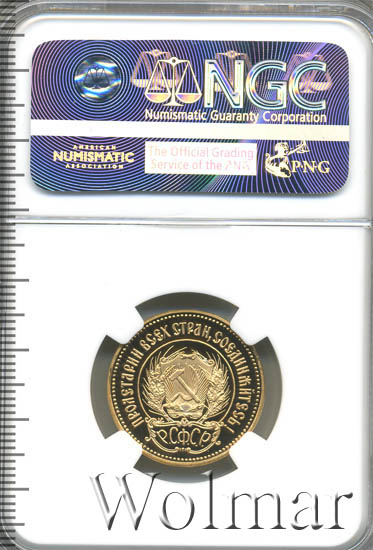 NGC
Numismatic Guaranty Corporation
AMERICAN
NUMISMATIC
ASSOCIATION
The Official Grading
Service of the ANA
PNG
ПРОЛЕТАРИИ ВСЕХ СТРАН, СОЕДИНЯЙТЕСЬ!
РСФСР
Wolmar